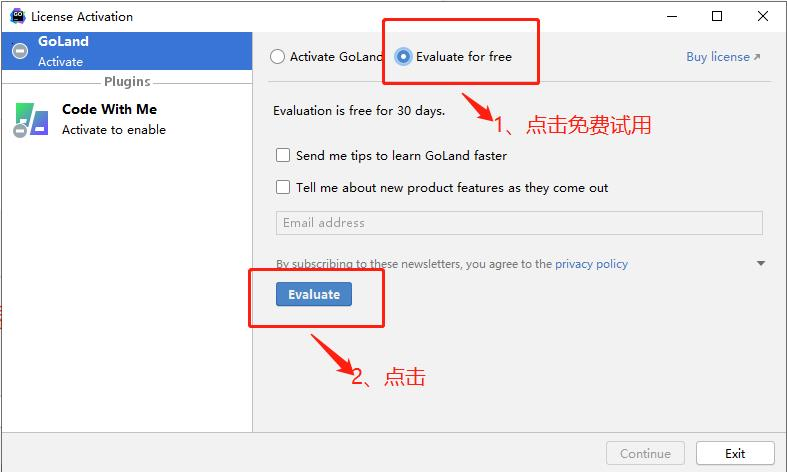 License Activation
GoLand
Activate
Plugins
Code With Me
Activate to enable
Activate GoLand
Evaluate for free
Buy license
Evaluation is free for 30 days.
1、点击免费试用
Send me tips to learn GoLand faster
Tell me about new product features as they come out
Email address
By subscribing to these newsletters, you agree to the privacy policy
Evaluate
2、点击
Continue
Exit